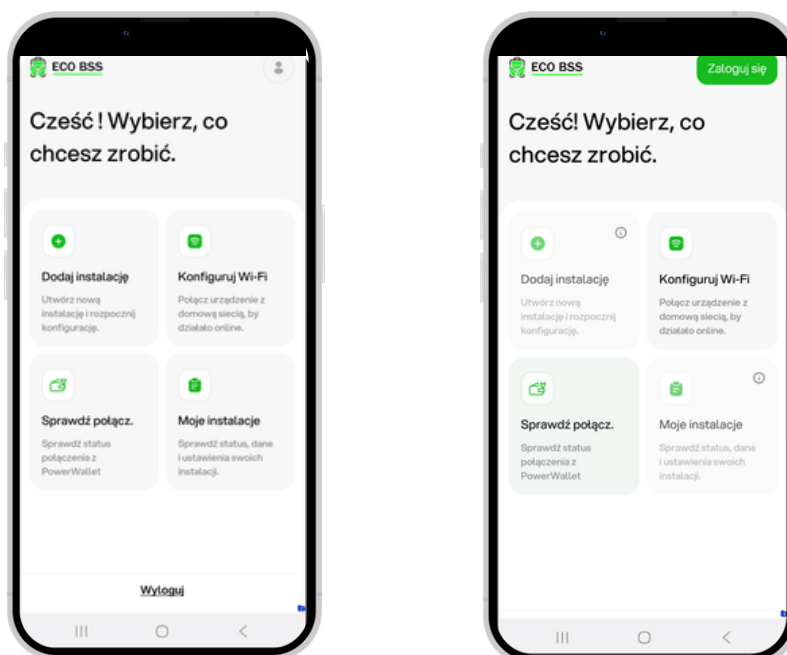 ECO BSS
Cześć ! Wybierz, co
chcesz zrobić.
Dodaj instalację
Utwórz nową
instalację i rozpocznij
konfigurację.
Konfiguruj Wi-Fi
Połącz urządzenie z
domową siecią, by
działało online.
Sprawdź połącz.
Sprawdź status
połączenia z
PowerWallet
Moje instalacje
Sprawdź status, dane
i ustawienia swoich
instalacji.
Wyloguj
ECO BSS
Zaloguj się
Cześć! Wybierz, co
chcesz zrobić.
Dodaj instalację
Utwórz nową
instalację i rozpocznij
konfigurację.
Konfiguruj Wi-Fi
Połącz urządzenie z
domową siecią, by
działało online.
Sprawdź połącz.
Sprawdź status
połączenia z
PowerWallet
Moje instalacje
Sprawdź status, dane
i ustawienia swoich
instalacji.